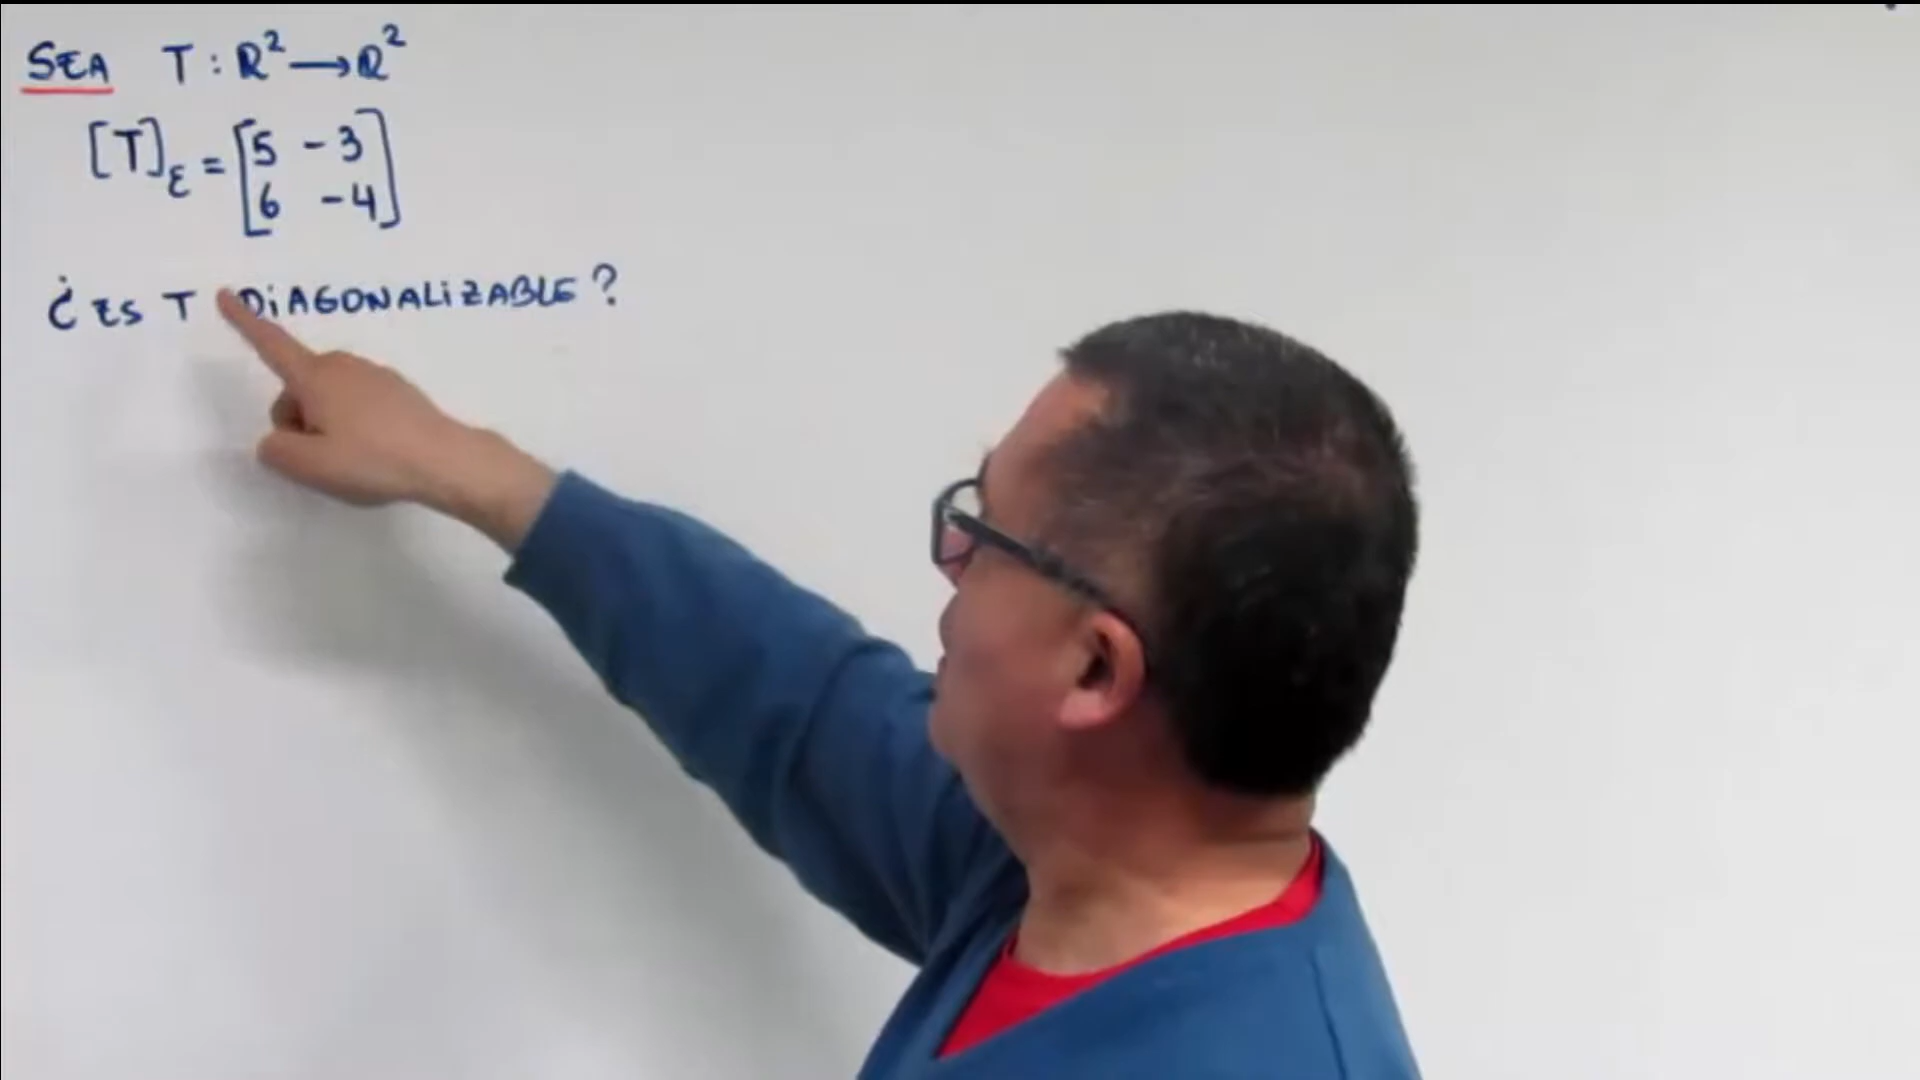 SEA T : R² → R²
[T]ε = [5 -3
6 -4]
¿ES T DIAGONALIZABLE?